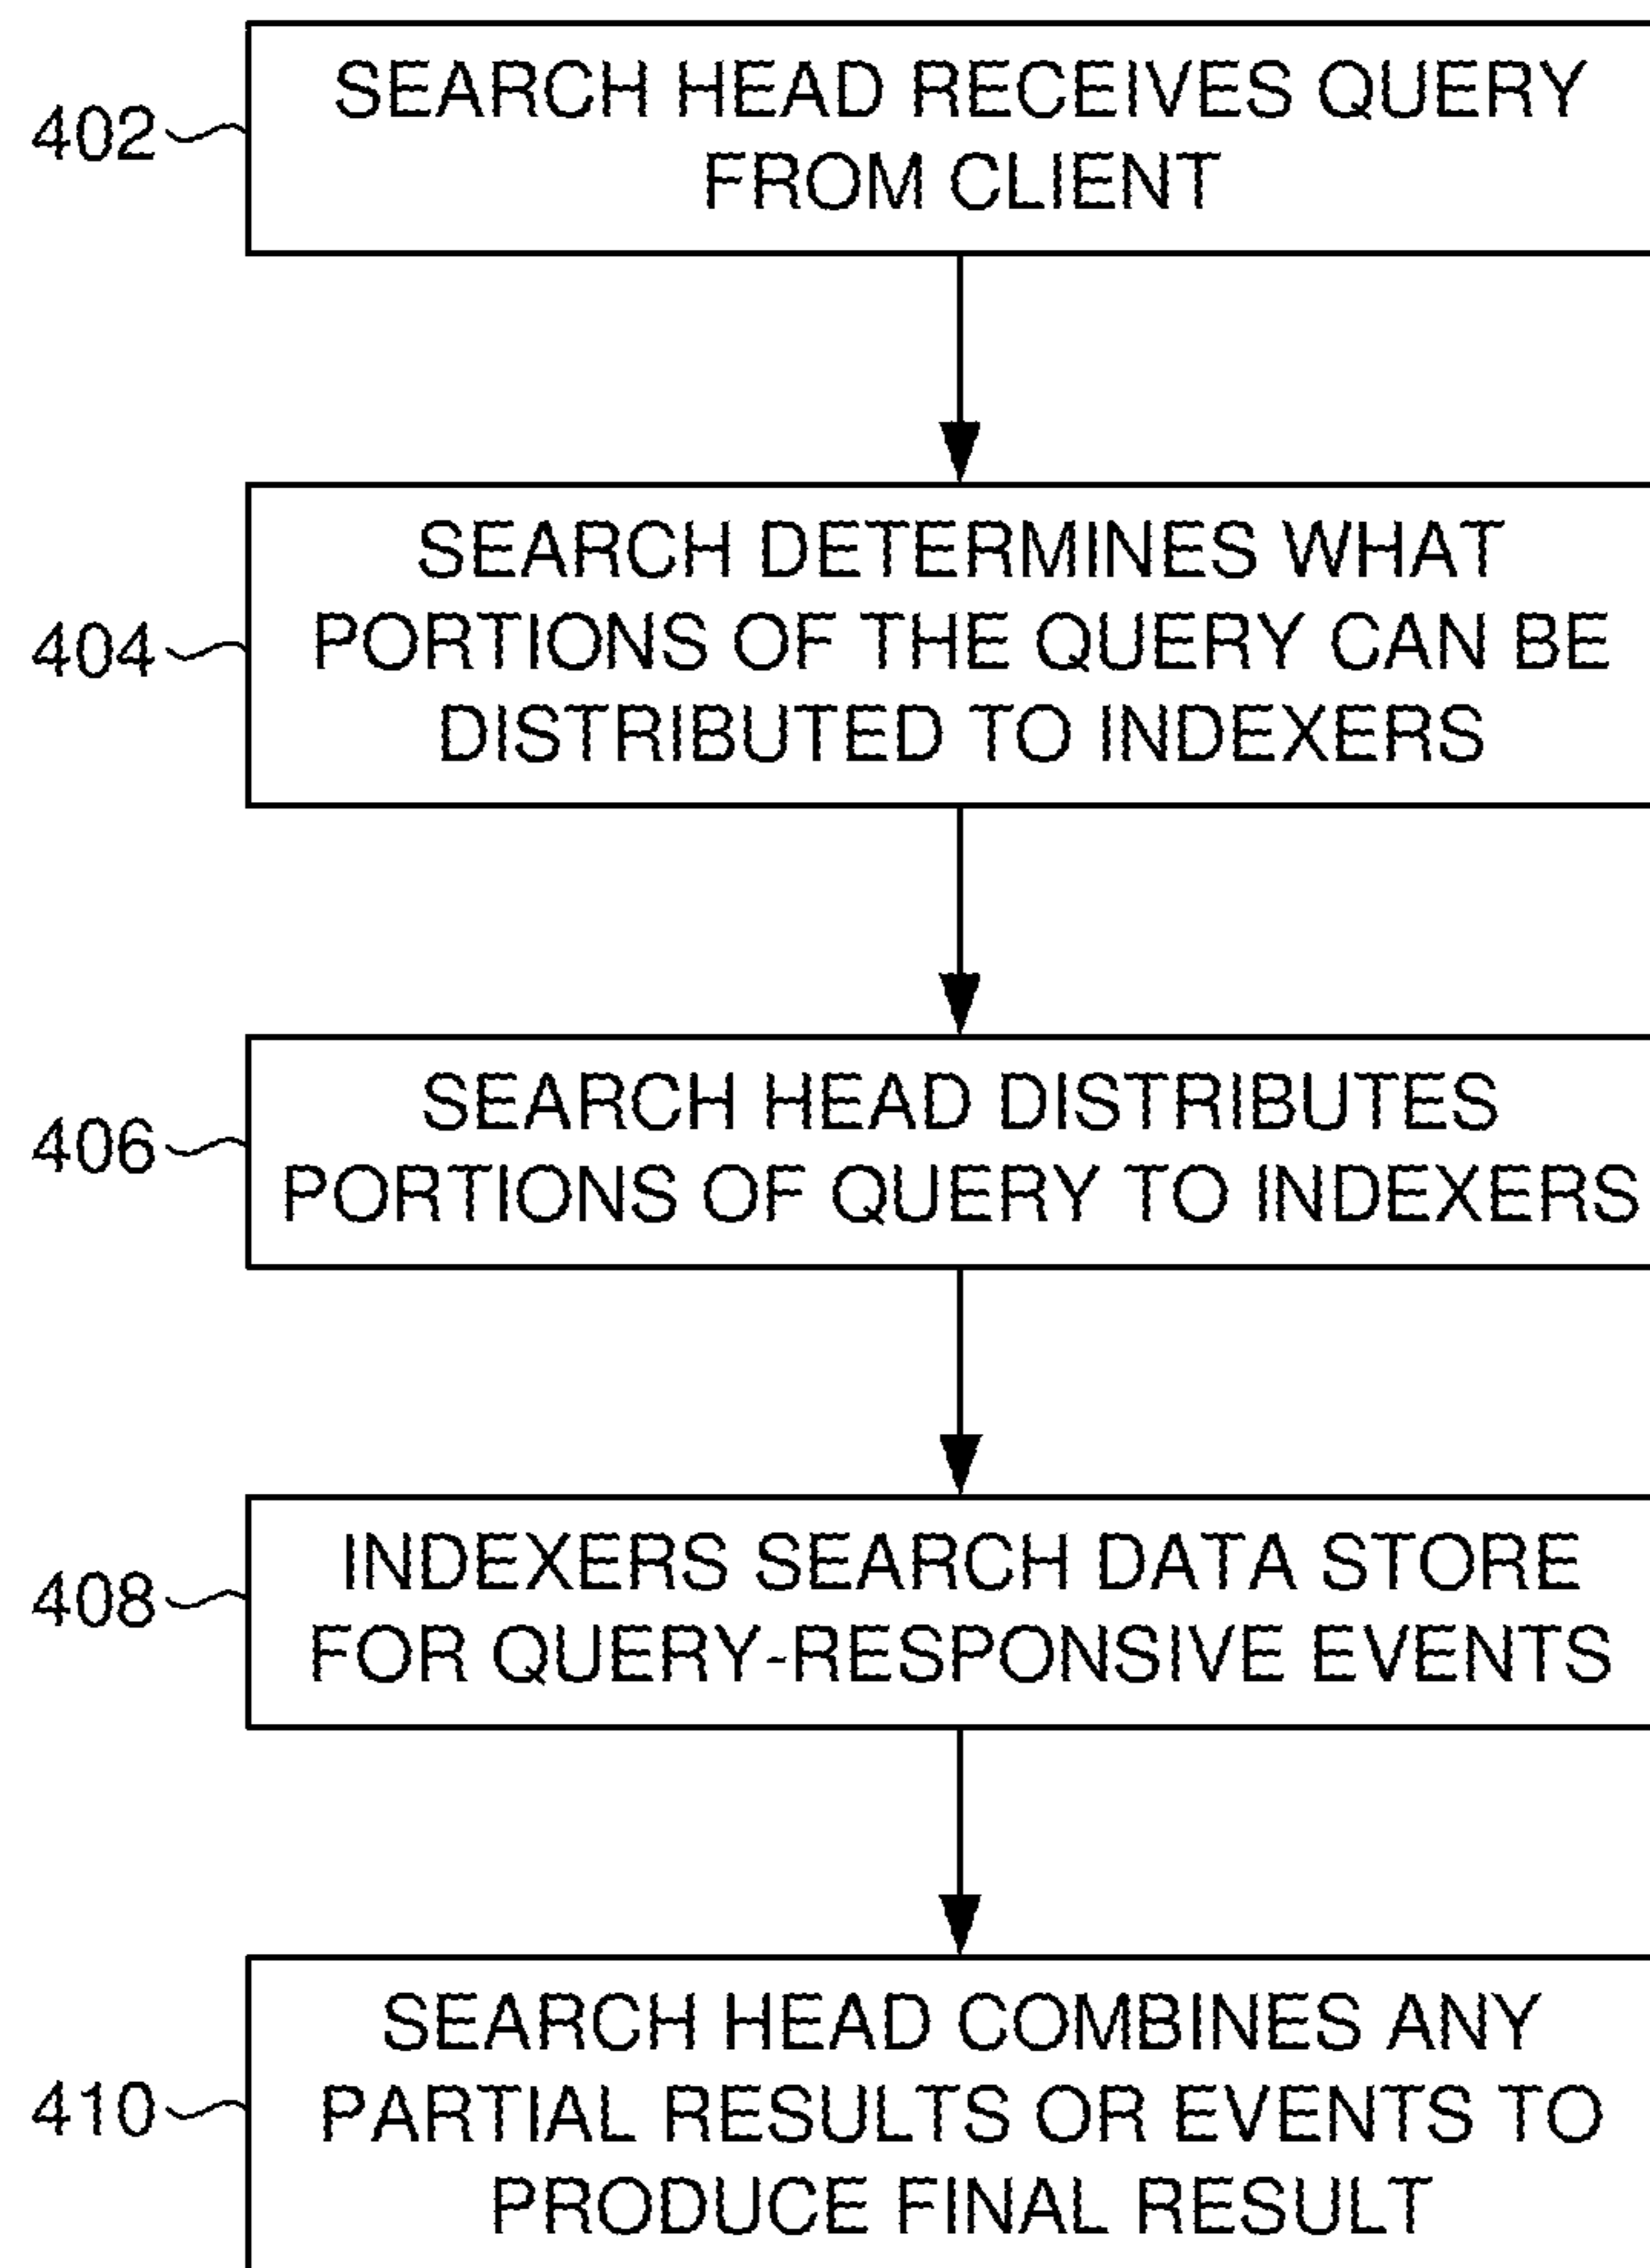 402
SEARCH HEAD RECEIVES QUERY
FROM CLIENT
404
SEARCH DETERMINES WHAT
PORTIONS OF THE QUERY CAN BE
DISTRIBUTED TO INDEXERS
406
SEARCH HEAD DISTRIBUTES
PORTIONS OF QUERY TO INDEXERS
408
INDEXERS SEARCH DATA STORE
FOR QUERY-RESPONSIVE EVENTS
410
SEARCH HEAD COMBINES ANY
PARTIAL RESULTS OR EVENTS TO
PRODUCE FINAL RESULT